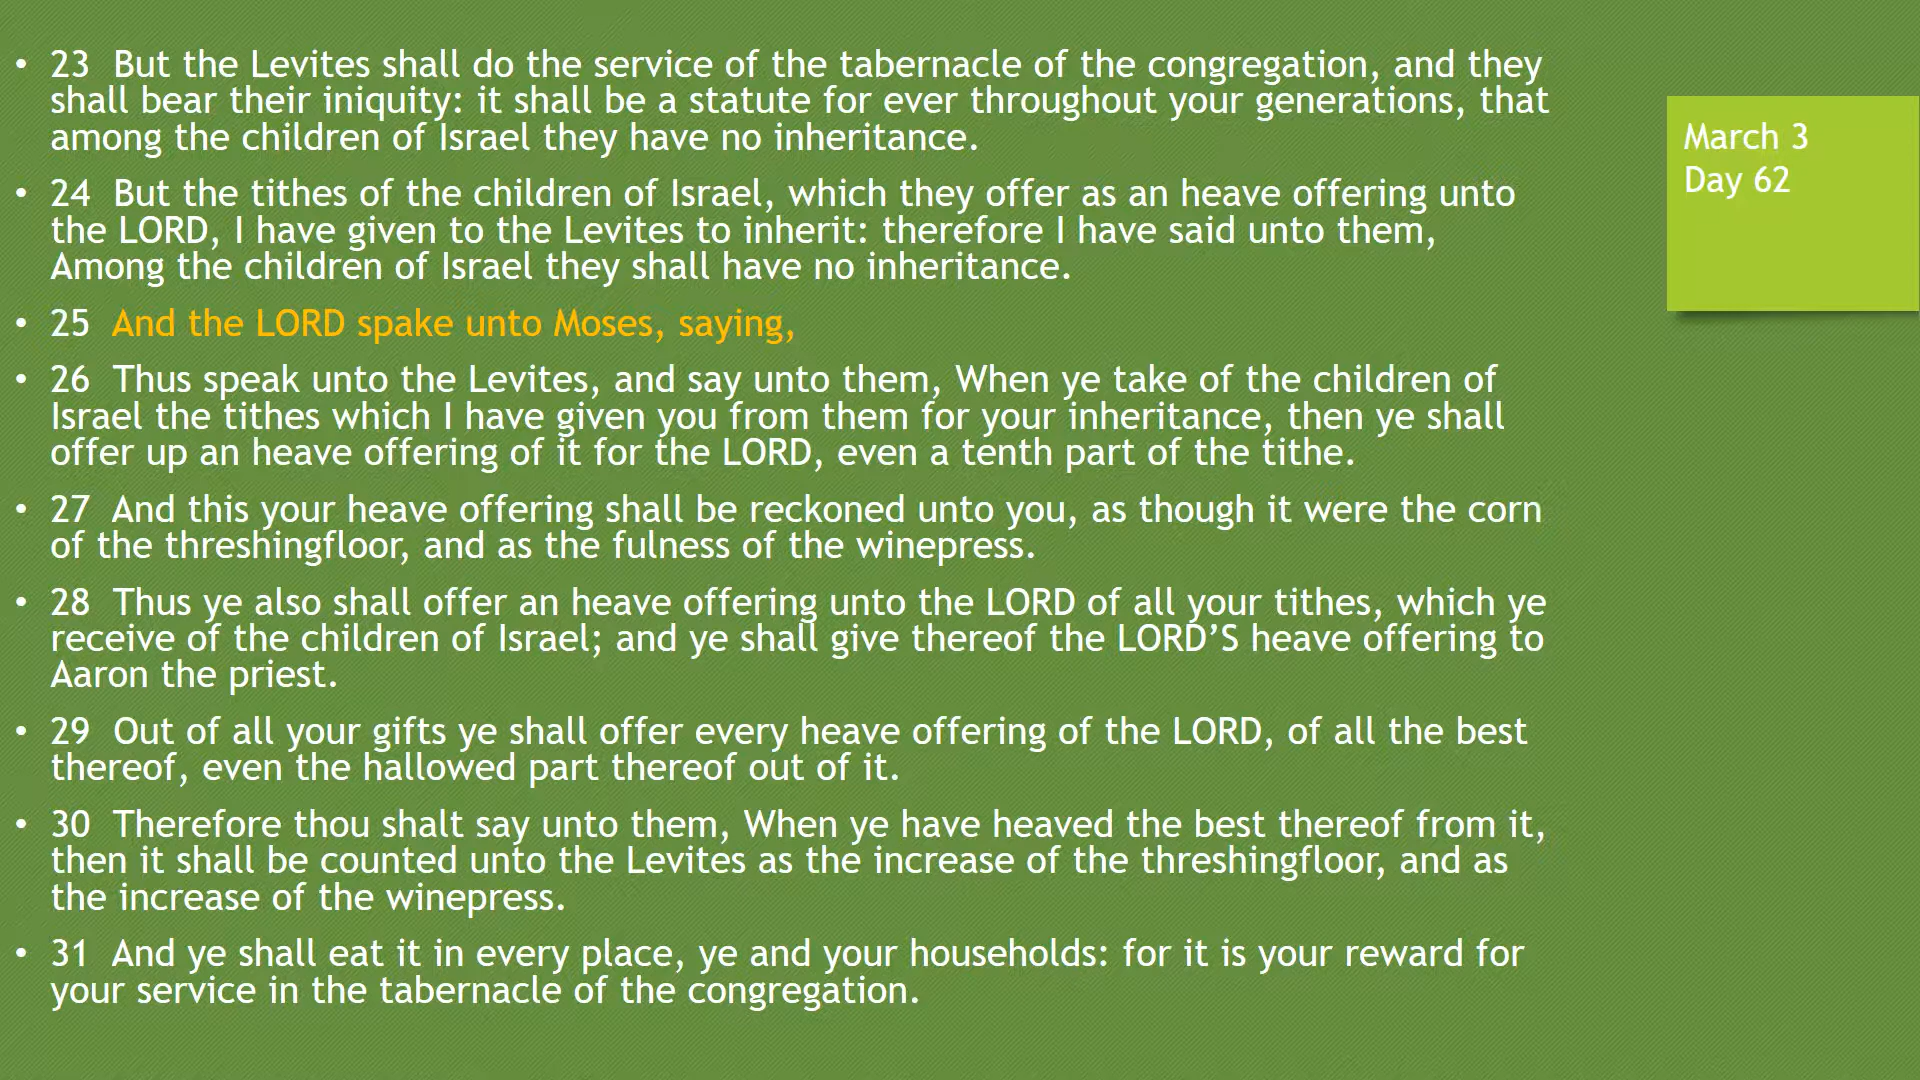 • 23 But the Levites shall do the service of the tabernacle of the congregation, and they
shall bear their iniquity: it shall be a statute for ever throughout your generations, that
among the children of Israel they have no inheritance.
• 24 But the tithes of the children of Israel, which they offer as an heave offering unto
the LORD, I have given to the Levites to inherit: therefore I have said unto them,
Among the children of Israel they shall have no inheritance.
• 25 And the LORD spake unto Moses, saying,
• 26 Thus speak unto the Levites, and say unto them, When ye take of the children of
Israel the tithes which I have given you from them for your inheritance, then ye shall
offer up an heave offering of it for the LORD, even a tenth part of the tithe.
• 27 And this your heave offering shall be reckoned unto you, as though it were the corn
of the threshingfloor, and as the fulness of the winepress.
• 28 Thus ye also shall offer an heave offering unto the LORD of all your tithes, which ye
receive of the children of Israel; and ye shall give thereof the LORD’S heave offering to
Aaron the priest.
• 29 Out of all your gifts ye shall offer every heave offering of the LORD, of all the best
thereof, even the hallowed part thereof out of it.
• 30 Therefore thou shalt say unto them, When ye have heaved the best thereof from it,
then it shall be counted unto the Levites as the increase of the threshingfloor, and as
the increase of the winepress.
• 31 And ye shall eat it in every place, ye and your households: for it is your reward for
your service in the tabernacle of the congregation.
March 3
Day 62